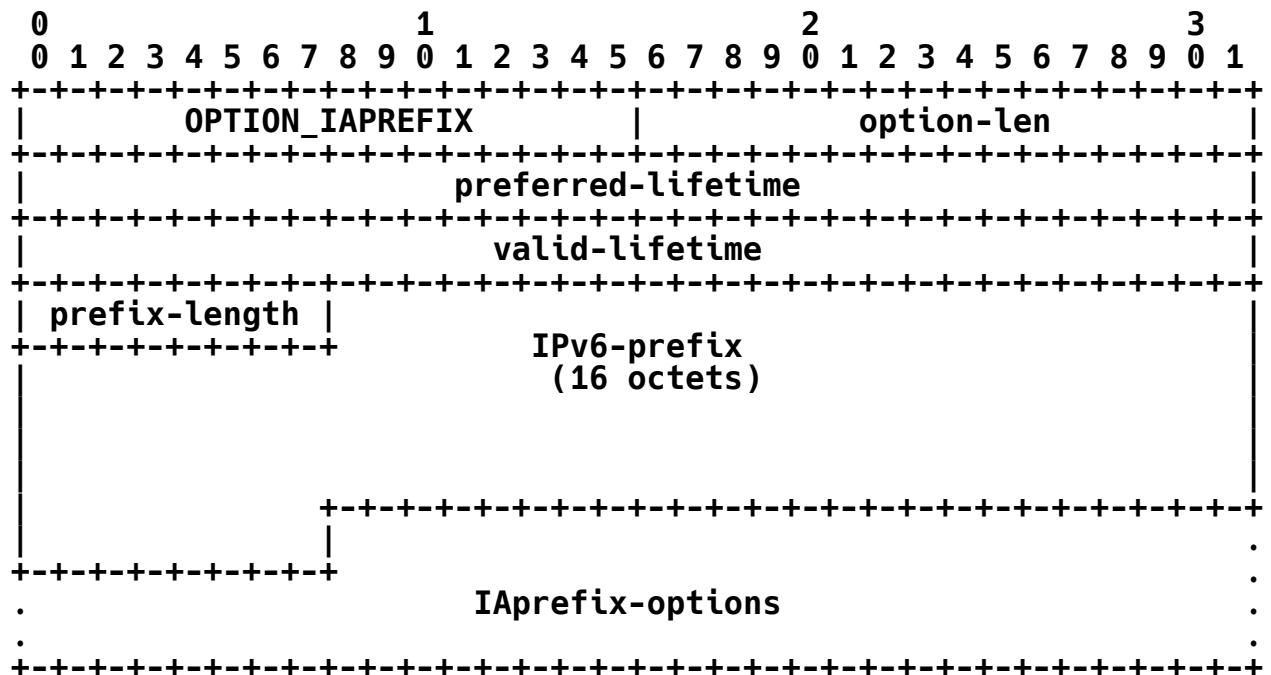 0                   1                   2                   3
 0 1 2 3 4 5 6 7 8 9 0 1 2 3 4 5 6 7 8 9 0 1 2 3 4 5 6 7 8 9 0 1
+-+-+-+-+-+-+-+-+-+-+-+-+-+-+-+-+-+-+-+-+-+-+-+-+-+-+-+-+-+-+-+-+
|        OPTION_IAPREFIX        |           option-len          |
+-+-+-+-+-+-+-+-+-+-+-+-+-+-+-+-+-+-+-+-+-+-+-+-+-+-+-+-+-+-+-+-+
|                      preferred-lifetime                       |
+-+-+-+-+-+-+-+-+-+-+-+-+-+-+-+-+-+-+-+-+-+-+-+-+-+-+-+-+-+-+-+-+
|                        valid-lifetime                         |
+-+-+-+-+-+-+-+-+-+-+-+-+-+-+-+-+-+-+-+-+-+-+-+-+-+-+-+-+-+-+-+-+
| prefix-length |                                               |
+-+-+-+-+-+-+-+-+          IPv6-prefix                          |
|                           (16 octets)                         |
|                                                               |
|                                                               |
|                                                               |
|               +-+-+-+-+-+-+-+-+-+-+-+-+-+-+-+-+-+-+-+-+-+-+-+-+
|               |                                               .
+-+-+-+-+-+-+-+-+                                               .
.                       IAprefix-options                        .
.                                                               .
+-+-+-+-+-+-+-+-+-+-+-+-+-+-+-+-+-+-+-+-+-+-+-+-+-+-+-+-+-+-+-+-+